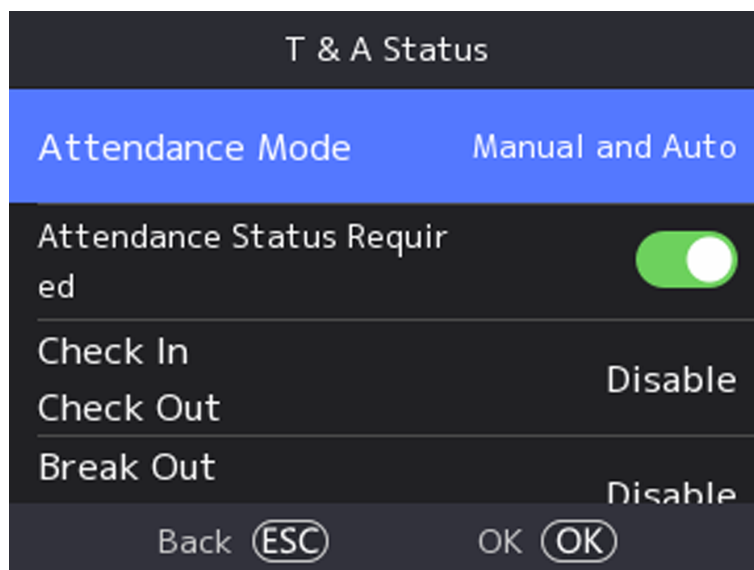 T & A Status
Attendance Mode Manual and Auto
Attendance Status Requir
ed
Check In
Disable
Check Out
Break Out
Disable
Back ESC OK OK